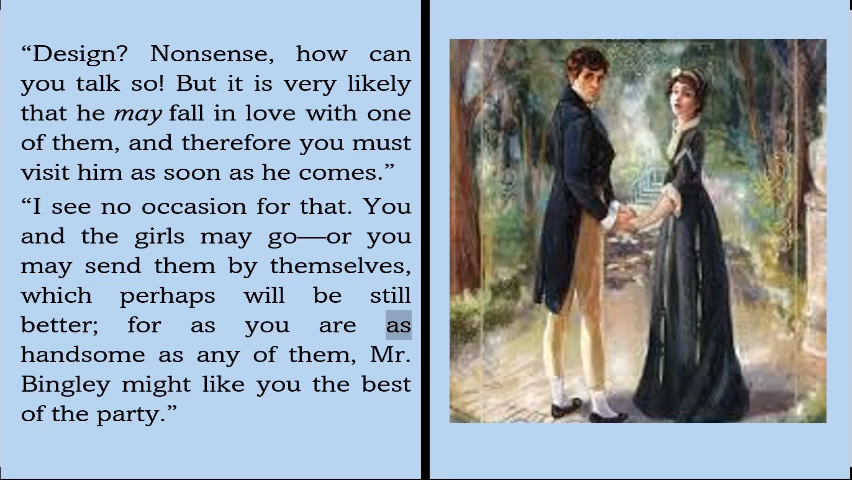 “Design? Nonsense, how can
you talk so! But it is very likely
that he may fall in love with one
of them, and therefore you must
visit him as soon as he comes.”
“I see no occasion for that. You
and the girls may go—or you
may send them by themselves,
which perhaps will be still
better; for as you are as
handsome as any of them, Mr.
Bingley might like you the best
of the party.”